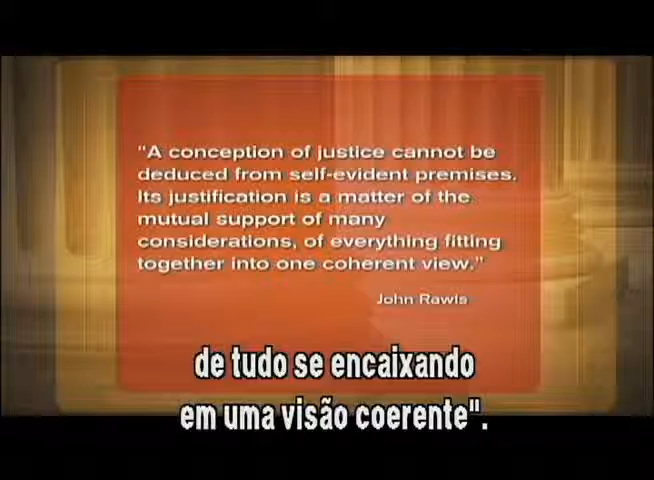 "A conception of justice cannot be
deduced from self-evident premises.
Its justification is a matter of the
mutual support of many
considerations, of everything fitting
together into one coherent view."
John Rawls
de tudo se encaixando
em uma visão coerente".